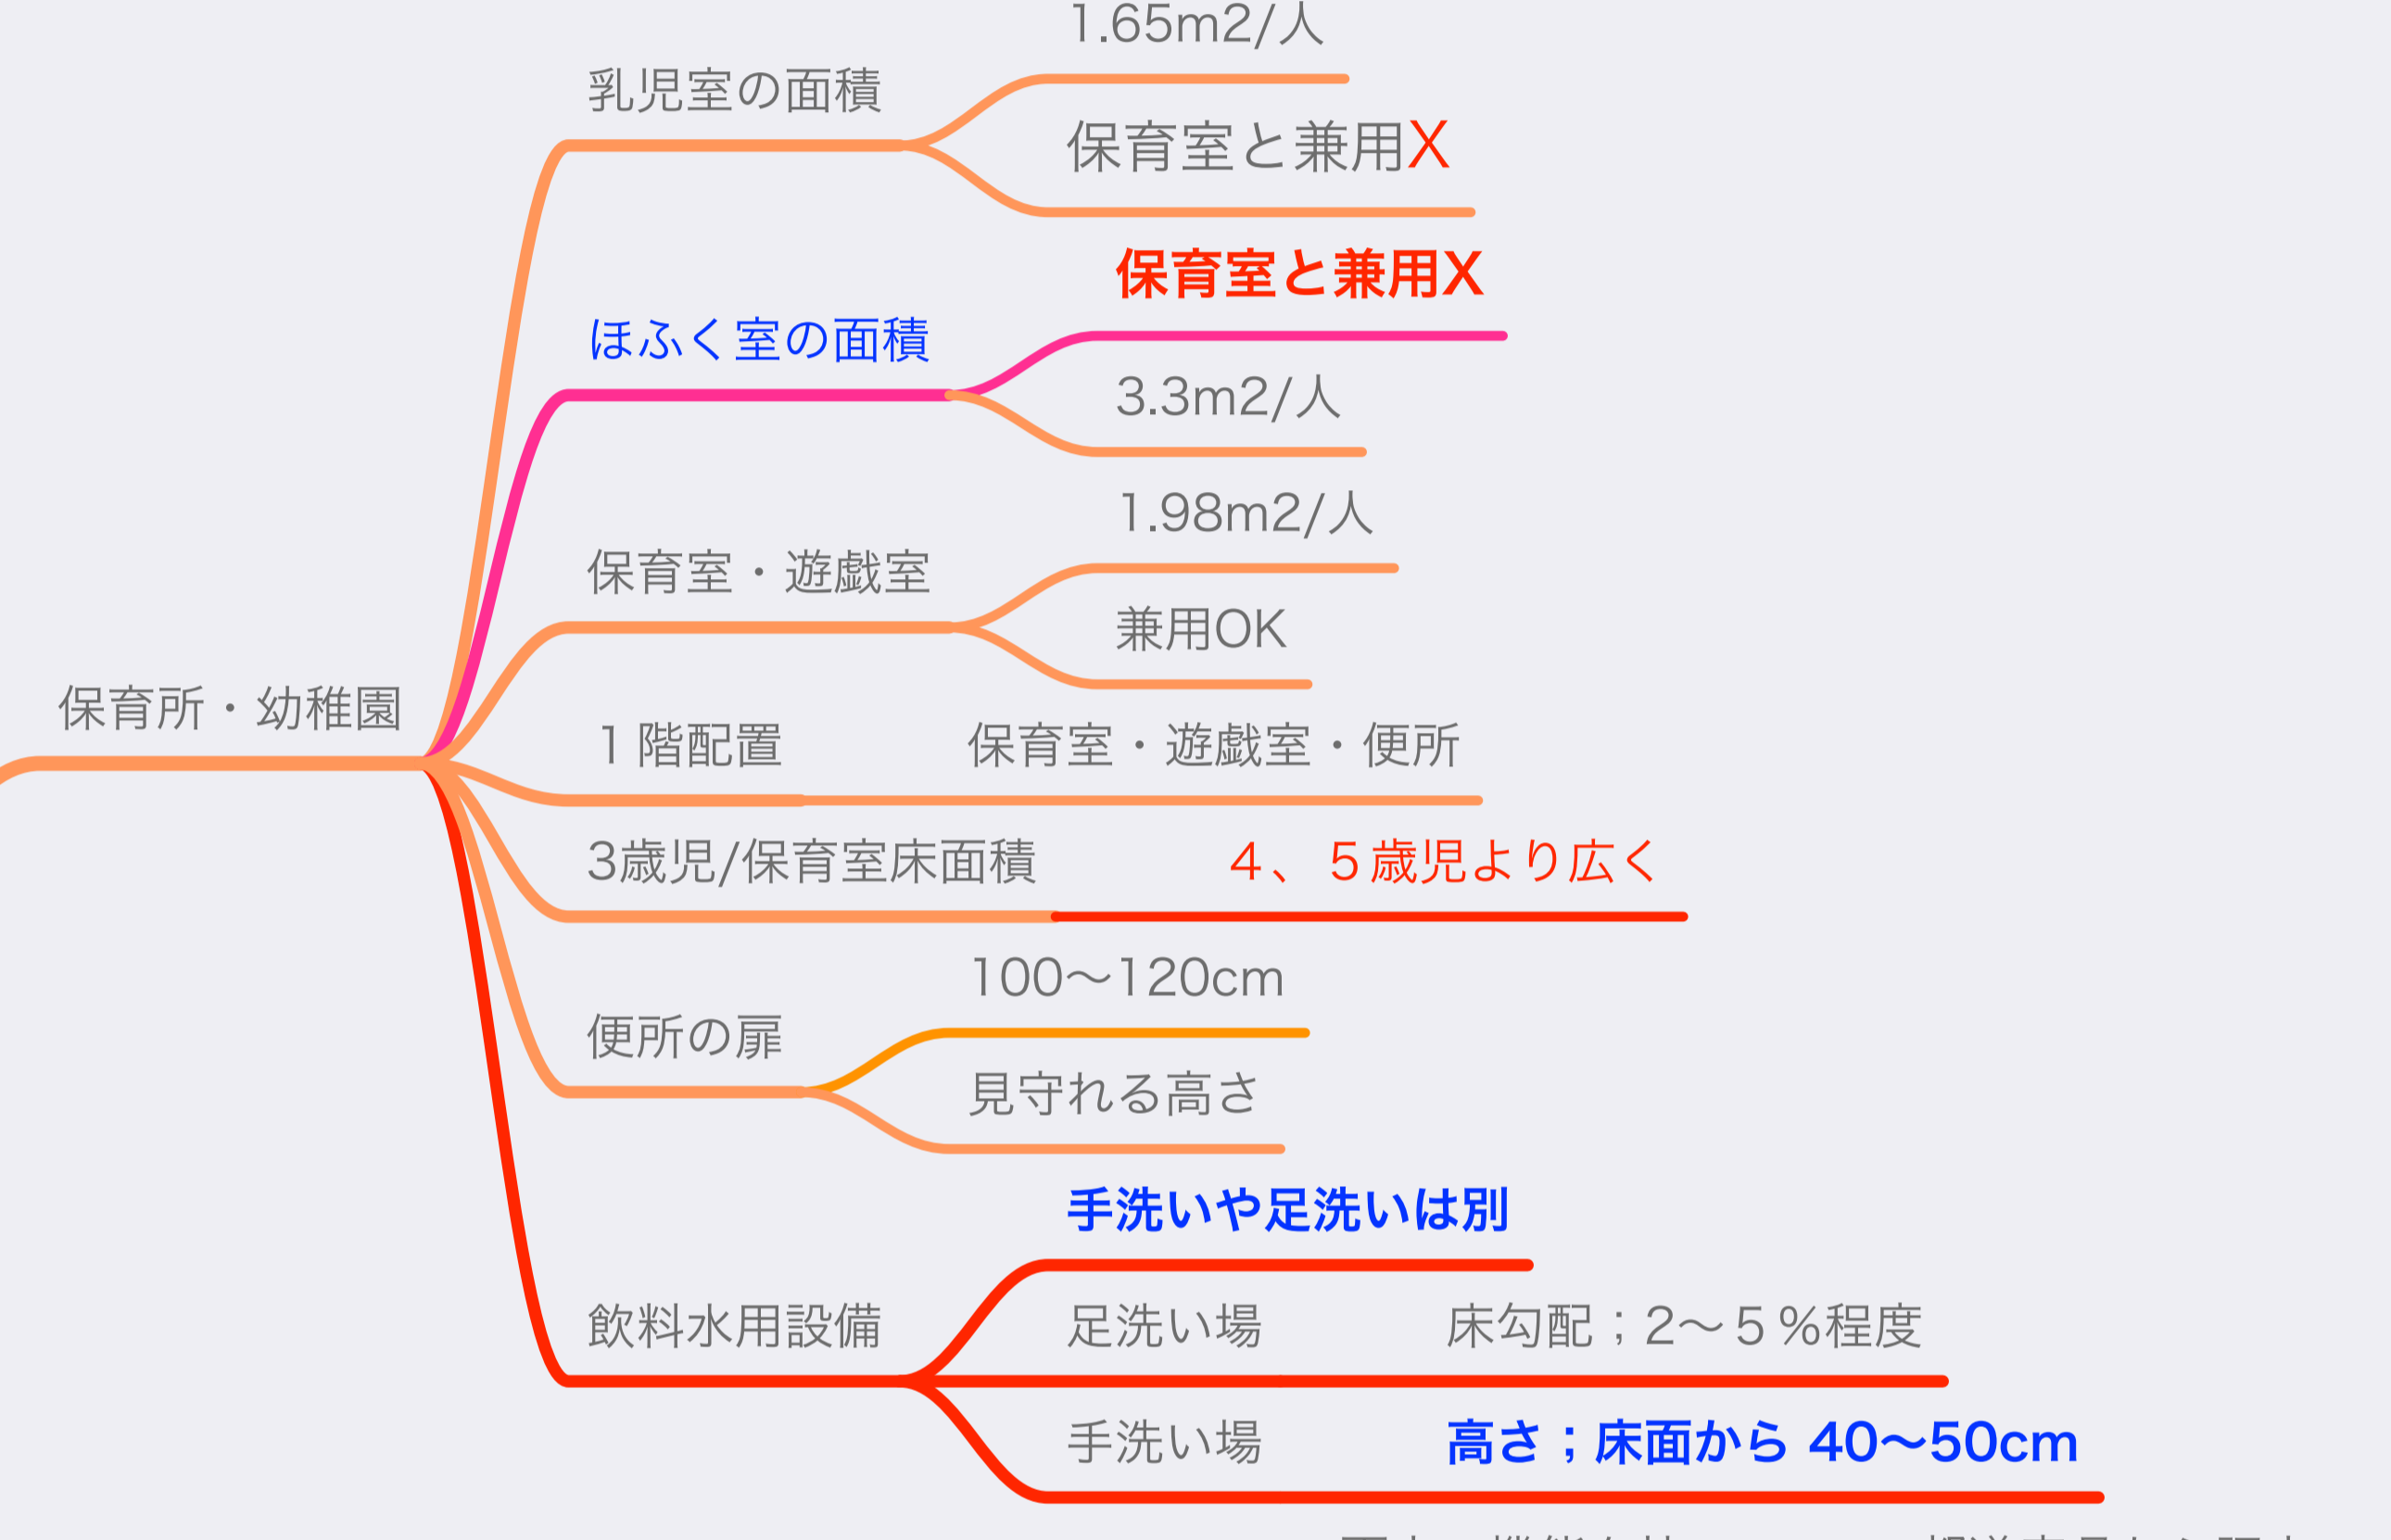 保育所・幼稚園
乳児室の面積
1.65m2/人
保育室と兼用X
ほふく室の面積
保育室と兼用X
3.3m2/人
保育室・遊戯室
1.98m2/人
兼用OK
1階配置
保育室・遊戯室・便所
3歳児/保育室床面積
4、5歳児より広く
便所の扉
100〜120cm
見守れる高さ
飲料水用設備
手洗いや足洗いは別
足洗い場
床勾配；2〜5%程度
手洗い場
高さ；床面から 40~50cm